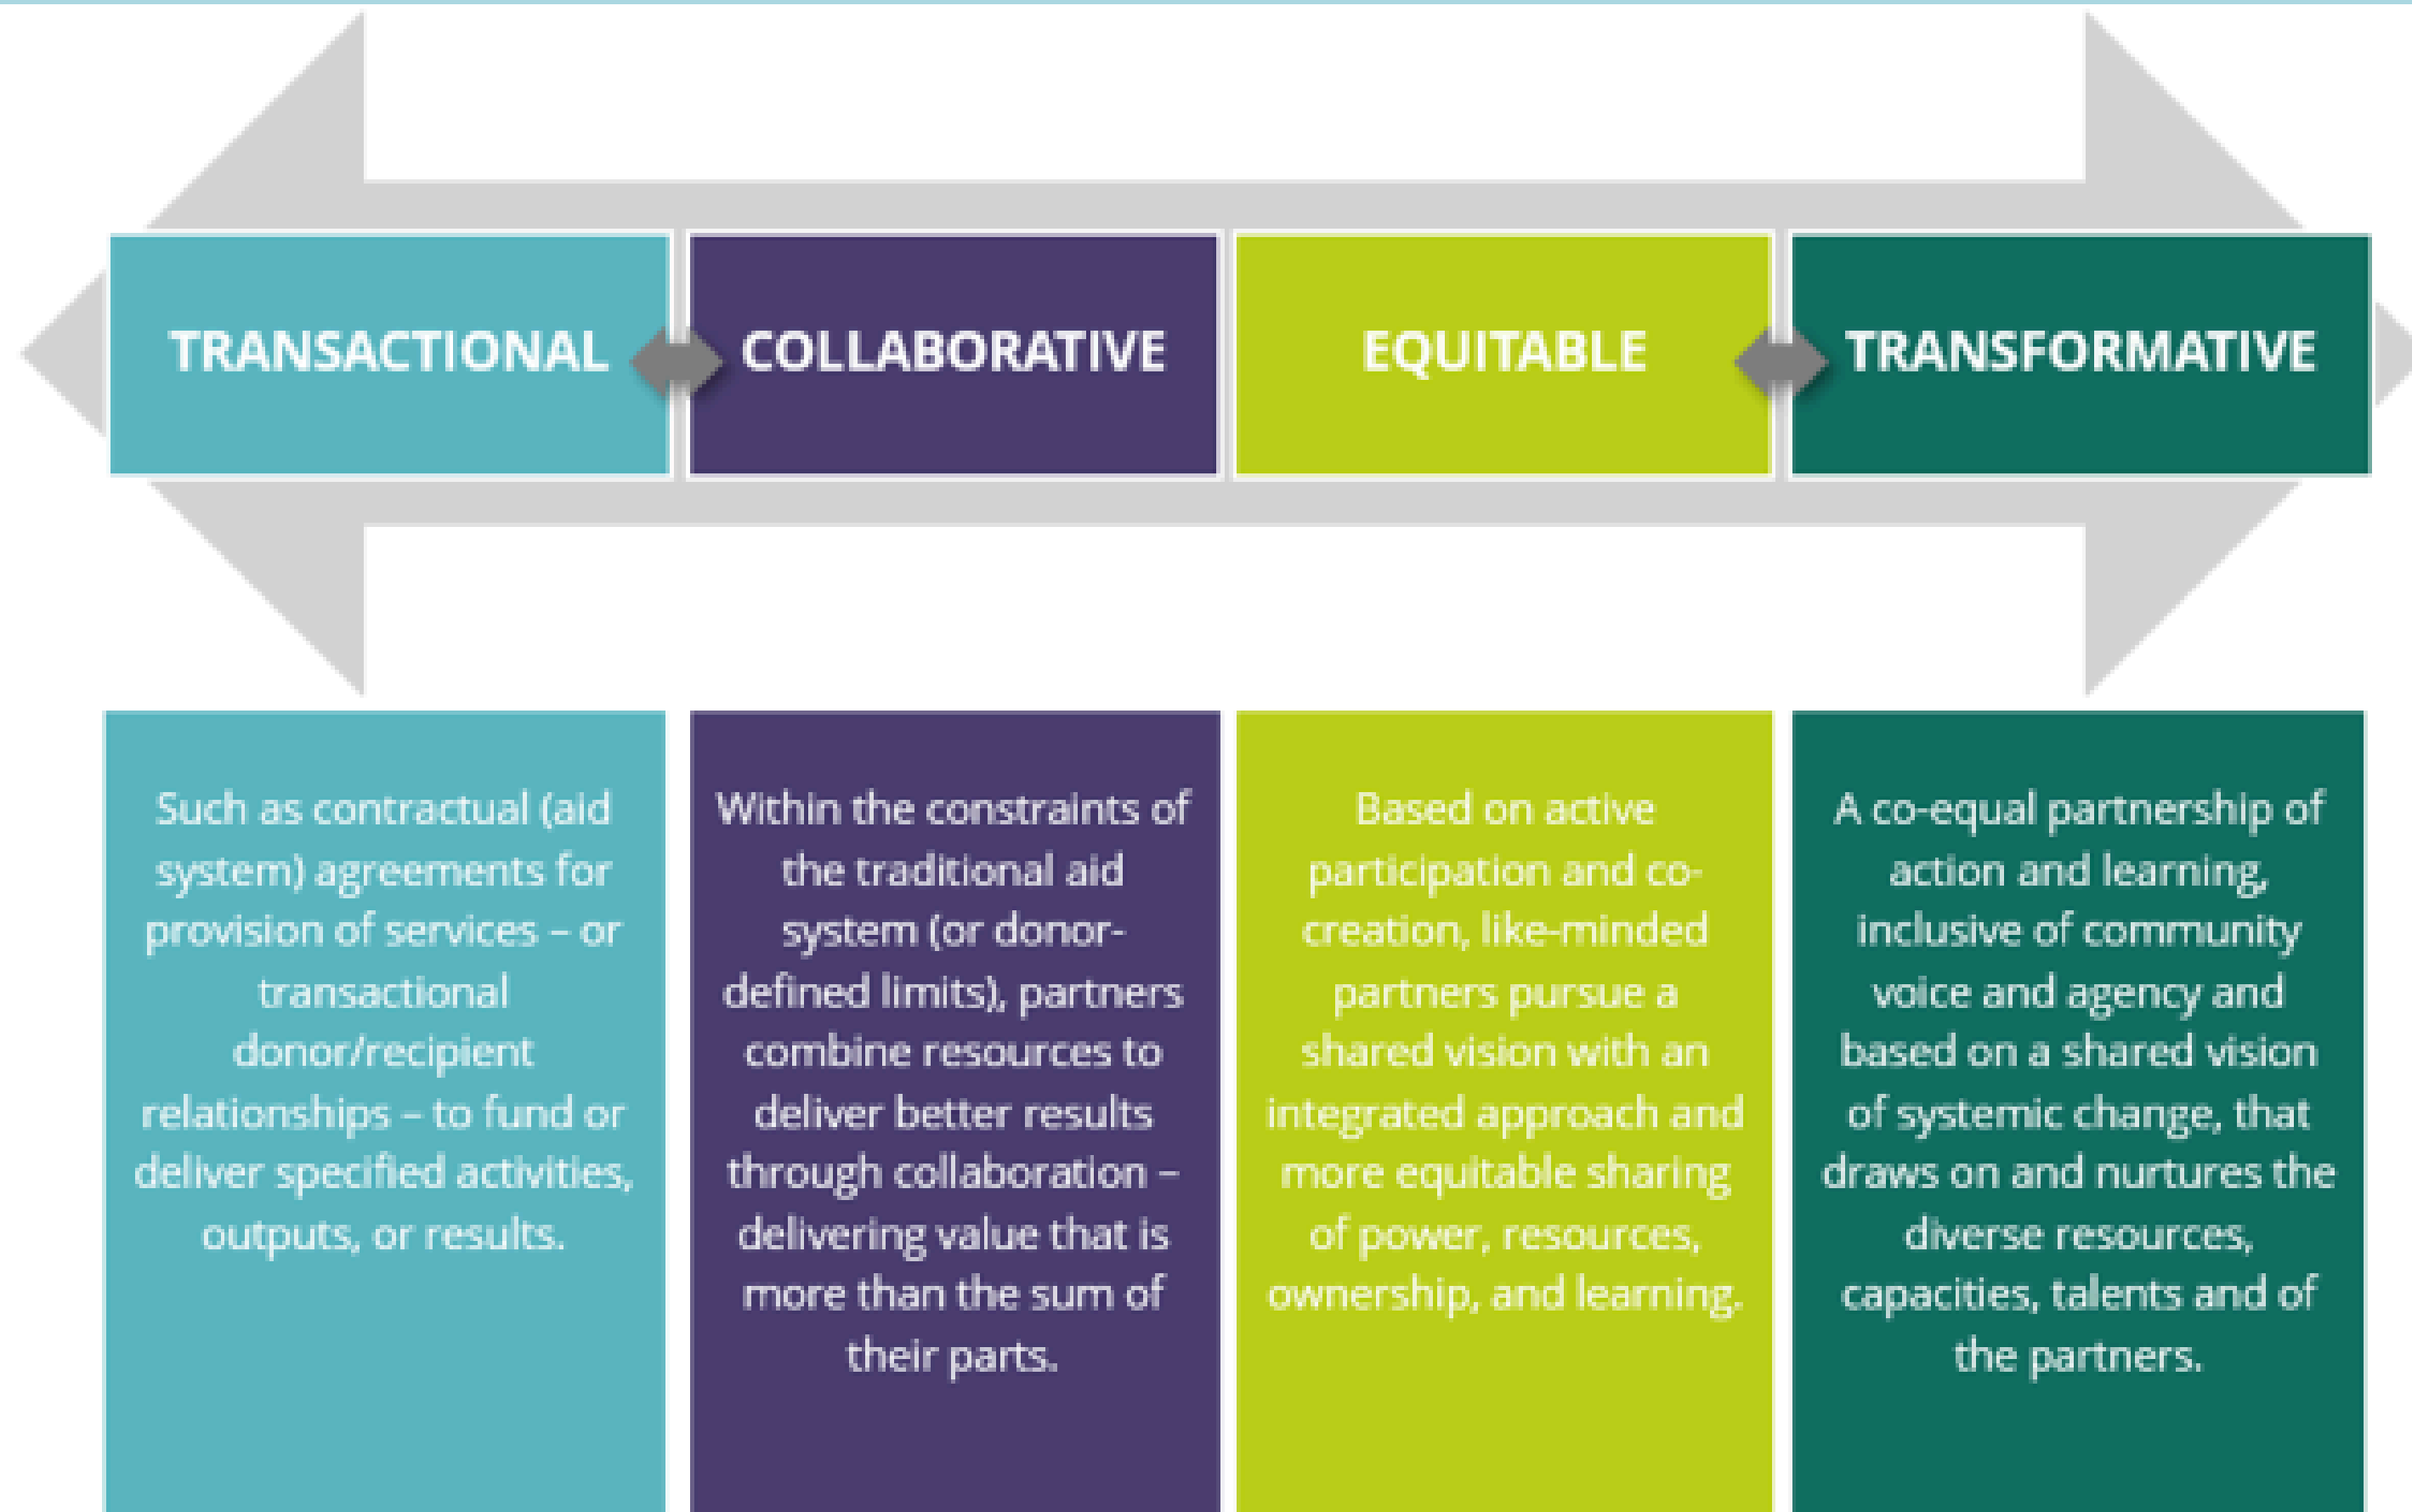 TRANSACTIONAL
COLLABORATIVE
EQUITABLE
TRANSFORMATIVE
Such as contractual (aid
system) agreements for
provision of services – or
transactional
donor/recipient
relationships – to fund or
deliver specified activities,
outputs, or results.
Within the constraints of
the traditional aid
system (or donor-
defined limits), partners
combine resources to
deliver better results
through collaboration –
delivering value that is
more than the sum of
their parts.
Based on active
participation and co-
creation, like-minded
partners pursue a
shared vision with an
integrated approach and
more equitable sharing
of power, resources,
ownership, and learning.
A co-equal partnership of
action and learning,
inclusive of community
voice and agency and
based on a shared vision
of systemic change, that
draws on and nurtures the
diverse resources,
capacities, talents and of
the partners.